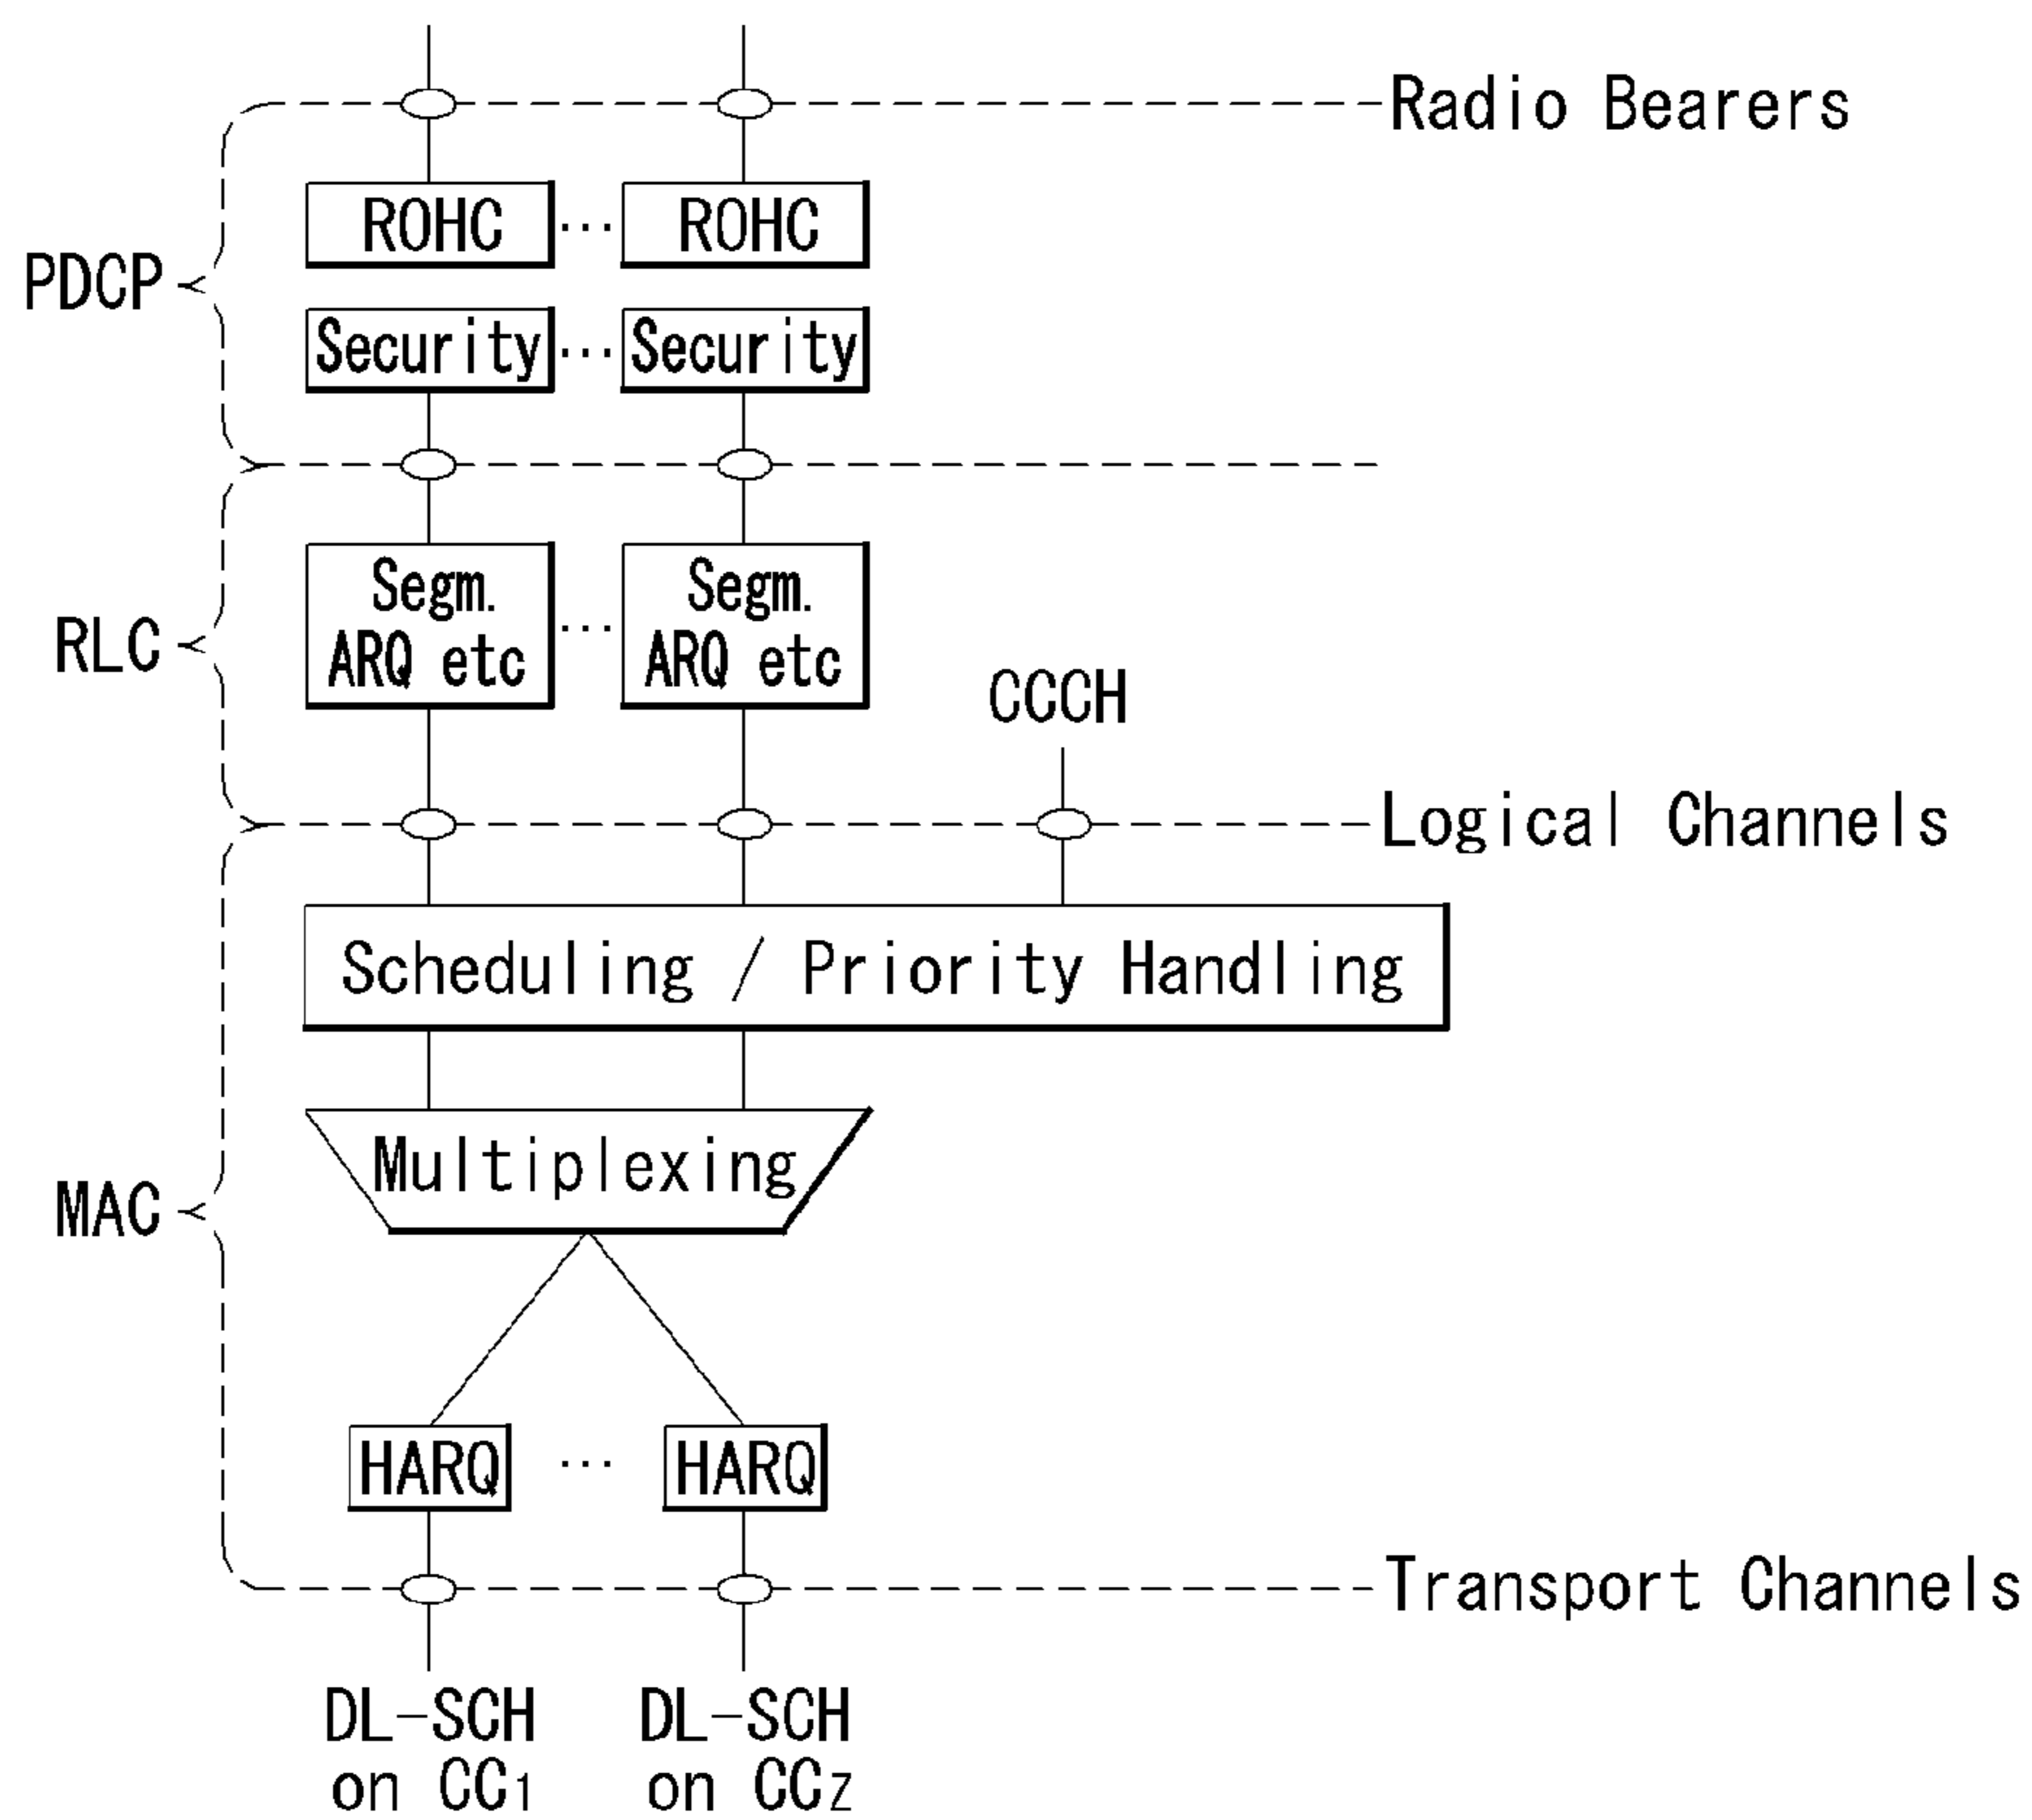 Radio Bearers
ROHC ... ROHC
PDCP
Security ... Security
Segm.
ARQ etc
...
Segm.
ARQ etc
RLC
CCCH
Logical Channels
Scheduling / Priority Handling
Multiplexing
MAC
HARQ ... HARQ
Transport Channels
DL-SCH
on CC1
DL-SCH
on CCZ